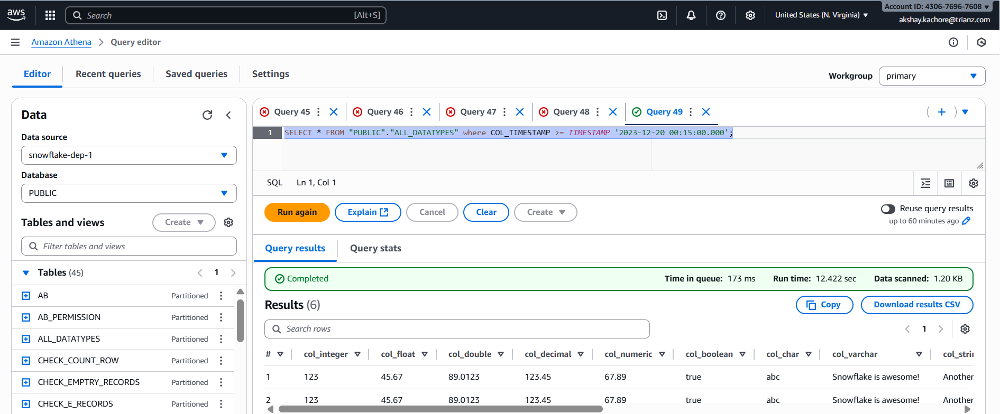 aws
Search
[Alt+S]
United States (N. Virginia)
Account ID: 4306-7696-7608
akshay.kachore@trianz.com
Amazon Athena
Query editor
Editor
Recent queries
Saved queries
Settings
Workgroup
primary
Data
Data source
snowflake-dep-1
Database
PUBLIC
Tables and views
Create
Filter tables and views
Tables (45)
1
AB Partitioned
AB_PERMISSION Partitioned
ALL_DATATYPES Partitioned
CHECK_COUNT_ROW Partitioned
CHECK_EMPTRY_RECORDS Partitioned
CHECK_E_RECORDS Partitioned
Query 45
Query 46
Query 47
Query 48
Query 49
1 SELECT * FROM "PUBLIC"."ALL_DATATYPES" where COL_TIMESTAMP >= TIMESTAMP '2023-12-20 00:15:00.000';
SQL Ln 1, Col 1
Run again
Explain
Cancel
Clear
Create
Reuse query results
up to 60 minutes ago
Query results
Query stats
Completed
Time in queue: 173 ms
Run time: 12.422 sec
Data scanned: 1.20 KB
Results (6)
Copy
Download results CSV
Search rows
1
# col_integer col_float col_double col_decimal col_numeric col_boolean col_char col_varchar col_strin
1 123 45.67 89.0123 123.45 67.89 true abc Snowflake is awesome! Another
2 123 45.67 89.0123 123.45 67.89 true abc Snowflake is awesome! Another